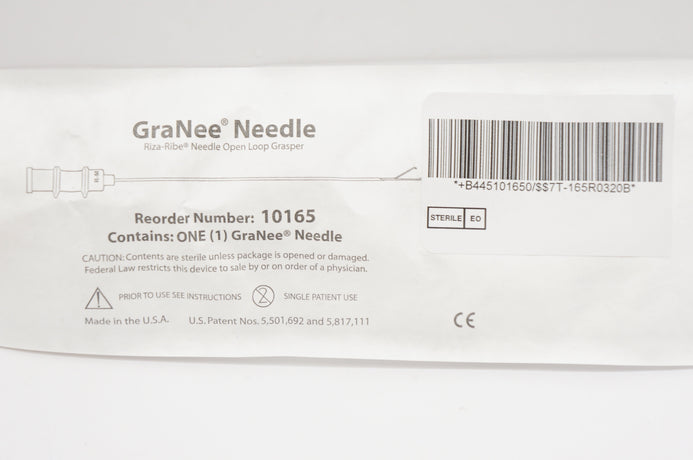 GraNee® Needle
Riza-Ribe® Needle Open Loop Grasper
Reorder Number: 10165
Contains: ONE (1) GraNee® Needle
CAUTION: Contents are sterile unless package is opened or damaged.
Federal Law restricts this device to sale by or on order of a physician.
PRIOR TO USE SEE INSTRUCTIONS
2
SINGLE PATIENT USE
Made in the U.S.A. U.S. Patent Nos. 5,501,692 and 5,817,111
*+B445101650/$$7T-165R0320B*
STERILE EO
CE